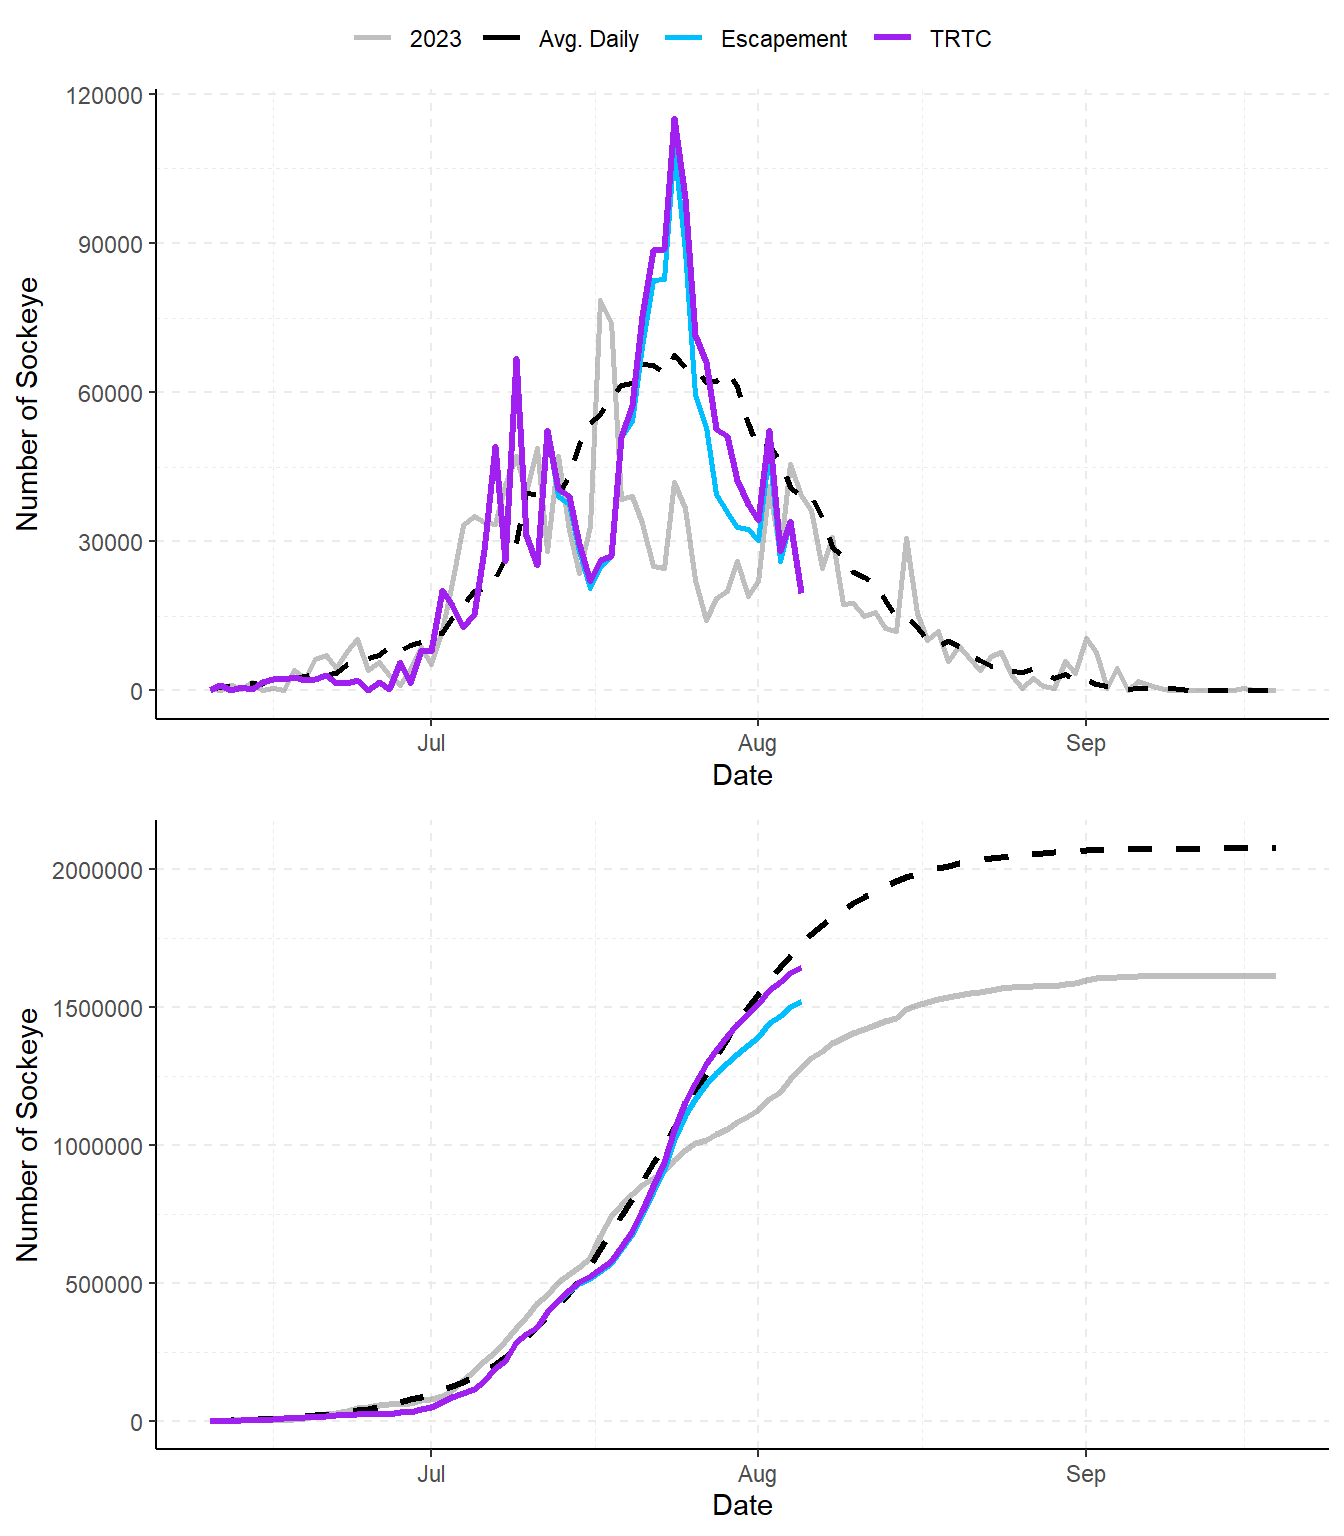 2023 Avg. Daily Escapement TRTC
120000
90000
60000
30000
0
Number of Sockeye
Jul Aug Sep
Date
2000000
1500000
1000000
500000
0
Number of Sockeye
Jul Aug Sep
Date